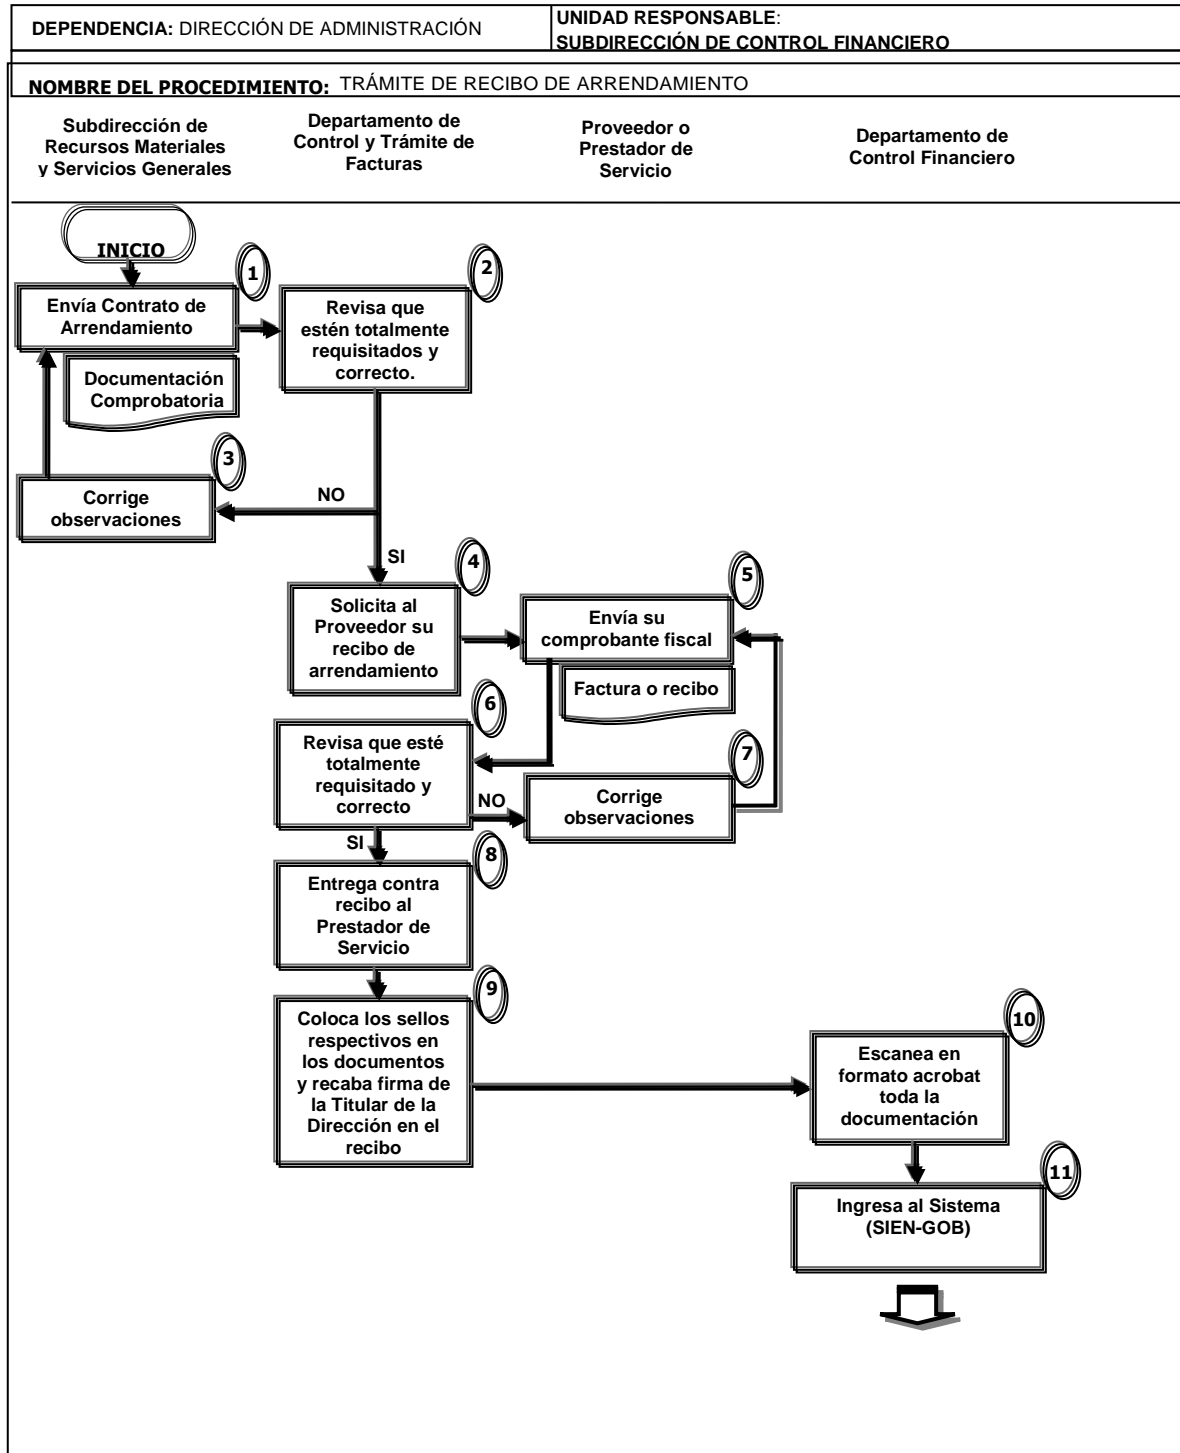 DEPENDENCIA: DIRECCIÓN DE ADMINISTRACIÓN
UNIDAD RESPONSABLE:
SUBDIRECCIÓN DE CONTROL FINANCIERO
NOMBRE DEL PROCEDIMIENTO: TRÁMITE DE RECIBO DE ARRENDAMIENTO
Subdirección de
Recursos Materiales
y Servicios Generales
Departamento de
Control y Trámite de
Facturas
Proveedor o
Prestador de
Servicio
Departamento de
Control Financiero
INICIO
1
Envía Contrato de
Arrendamiento
Documentación
Comprobatoria
2
Revisa que
estén totalmente
requisitados y
correcto.
3
Corrige
observaciones
NO
SI
4
Solicita al
Proveedor su
recibo de
arrendamiento
5
Envía su
comprobante fiscal
Factura o recibo
6
Revisa que esté
totalmente
requisitado y
correcto
NO
7
Corrige
observaciones
SI
8
Entrega contra
recibo al
Prestador de
Servicio
9
Coloca los sellos
respectivos en
los documentos
y recaba firma de
la Titular de la
Dirección en el
recibo
10
Escanea en
formato acrobat
toda la
documentación
11
Ingresa al Sistema
(SIEN-GOB)